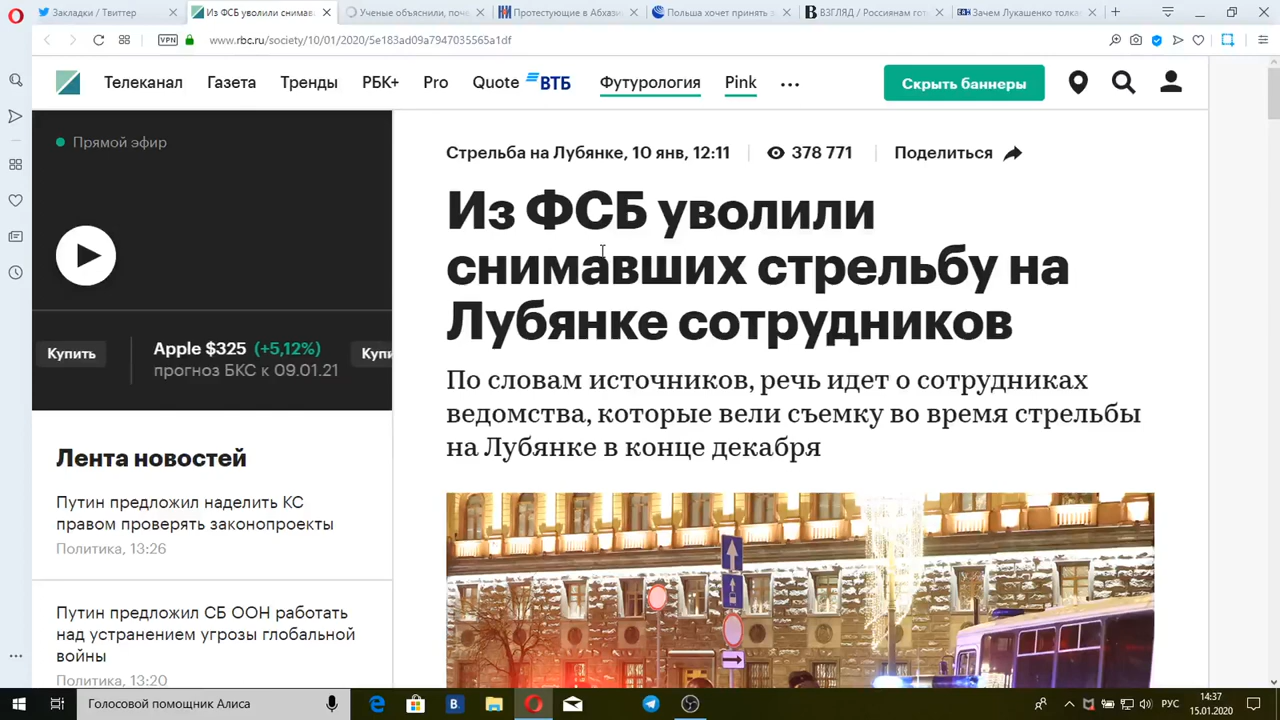 Закладки / Твиттер
Из ФСБ уволили снимавш
Ученые объяснили, поче
Протестующие в Абхази
Польша хочет принять з
ВЗГЛЯД / Россиянам гот
Зачем Лукашенко толка
VPN
www.rbc.ru/society/10/01/2020/5e183ad09a7947035565a1df
Телеканал Газета Тренды РБК+ Pro Quote ВТБ Футурология Pink ...
Скрыть баннеры
Прямой эфир
Купить
Apple $325 (+5,12%)
прогноз БКС к 09.01.21
Купи
Лента новостей
Путин предложил наделить КС
правом проверять законопроекты
Политика, 13:26
Путин предложил СБ ООН работать
над устранением угрозы глобальной
войны
Политика, 13:20
Стрельба на Лубянке, 10 янв, 12:11
378 771
Поделиться
Из ФСБ уволили
снимавших стрельбу на
Лубянке сотрудников
По словам источников, речь идет о сотрудниках
ведомства, которые вели съемку во время стрельбы
на Лубянке в конце декабря
Голосовой помощник Алиса
РУС
14:37
15.01.2020